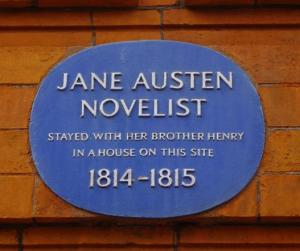 JANE AUSTEN
NOVELIST
STAYED WITH HER BROTHER HENRY
IN A HOUSE ON THIS SITE
1814-1815